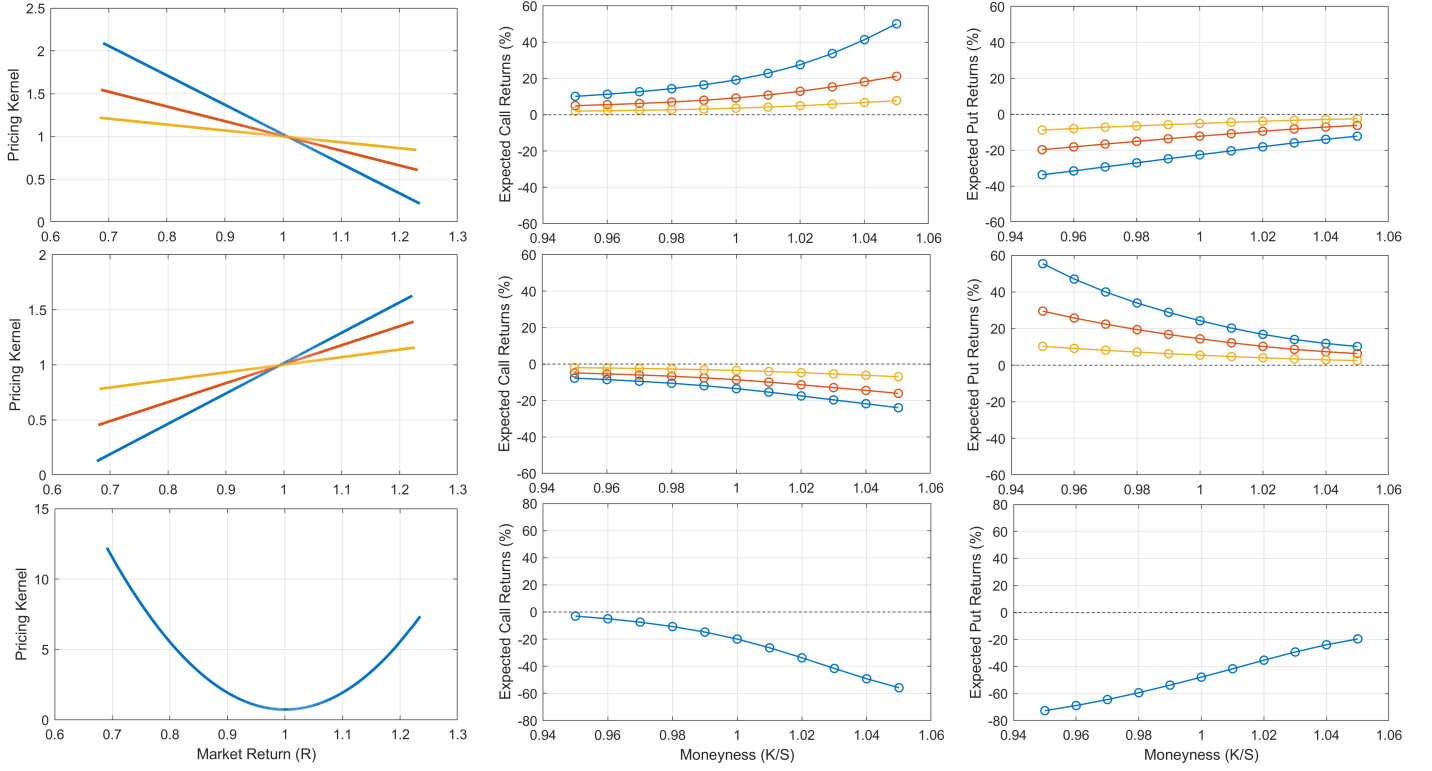 2.5
2
1.5
1
0.5
0
Pricing Kernel
0.6 0.7 0.8 0.9 1 1.1 1.2 1.3
60
40
20
0
-20
-40
-60
Expected Call Returns (%)
0.94 0.96 0.98 1 1.02 1.04 1.06
60
40
20
0
-20
-40
-60
Expected Put Returns (%)
0.94 0.96 0.98 1 1.02 1.04 1.06
2
1.5
1
0.5
0
Pricing Kernel
0.6 0.7 0.8 0.9 1 1.1 1.2 1.3
60
40
20
0
-20
-40
-60
Expected Call Returns (%)
0.94 0.96 0.98 1 1.02 1.04 1.06
60
40
20
0
-20
-40
-60
Expected Put Returns (%)
0.94 0.96 0.98 1 1.02 1.04 1.06
15
10
5
0
Pricing Kernel
0.6 0.7 0.8 0.9 1 1.1 1.2 1.3
Market Return (R)
80
60
40
20
0
-20
-40
-60
-80
Expected Call Returns (%)
0.94 0.96 0.98 1 1.02 1.04 1.06
Moneyness (K/S)
80
60
40
20
0
-20
-40
-60
-80
Expected Put Returns (%)
0.94 0.96 0.98 1 1.02 1.04 1.06
Moneyness (K/S)